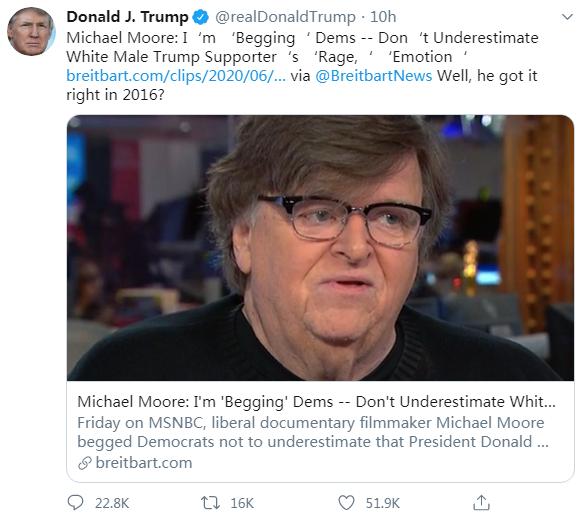 Donald J. Trump @realDonaldTrump · 10h
Michael Moore: I‘m ‘Begging‘ Dems -- Don‘t Underestimate
White Male Trump Supporter‘s ‘Rage,‘ ‘Emotion‘
breitbart.com/clips/2020/06/... via @BreitbartNews Well, he got it
right in 2016?
Michael Moore: I'm 'Begging' Dems -- Don't Underestimate Whit...
Friday on MSNBC, liberal documentary filmmaker Michael Moore
begged Democrats not to underestimate that President Donald ...
breitbart.com
22.8K 16K 51.9K